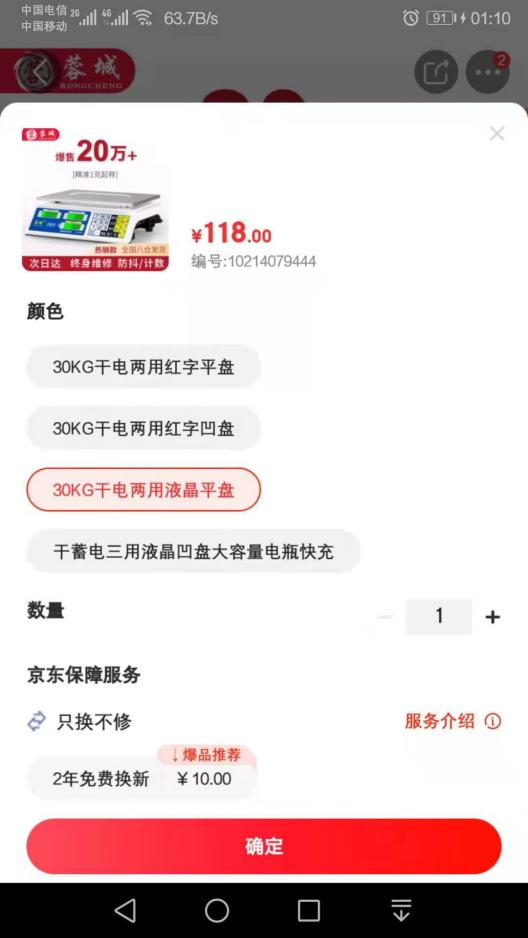 中国电信 2G 4G 63.7B/s 91 01:10
中国移动
蓉城
RONGCHENG
2
蓉城
爆售20万+
[精准1克起秤]
热销款 全国八仓发货
次日达 终身维修 防抖/计数
¥118.00
编号:10214079444
颜色
30KG干电两用红字平盘
30KG干电两用红字凹盘
30KG干电两用液晶平盘
干蓄电三用液晶凹盘大容量电瓶快充
数量
1
京东保障服务
只换不修 服务介绍
↓爆品推荐
2年免费换新 ¥10.00
确定